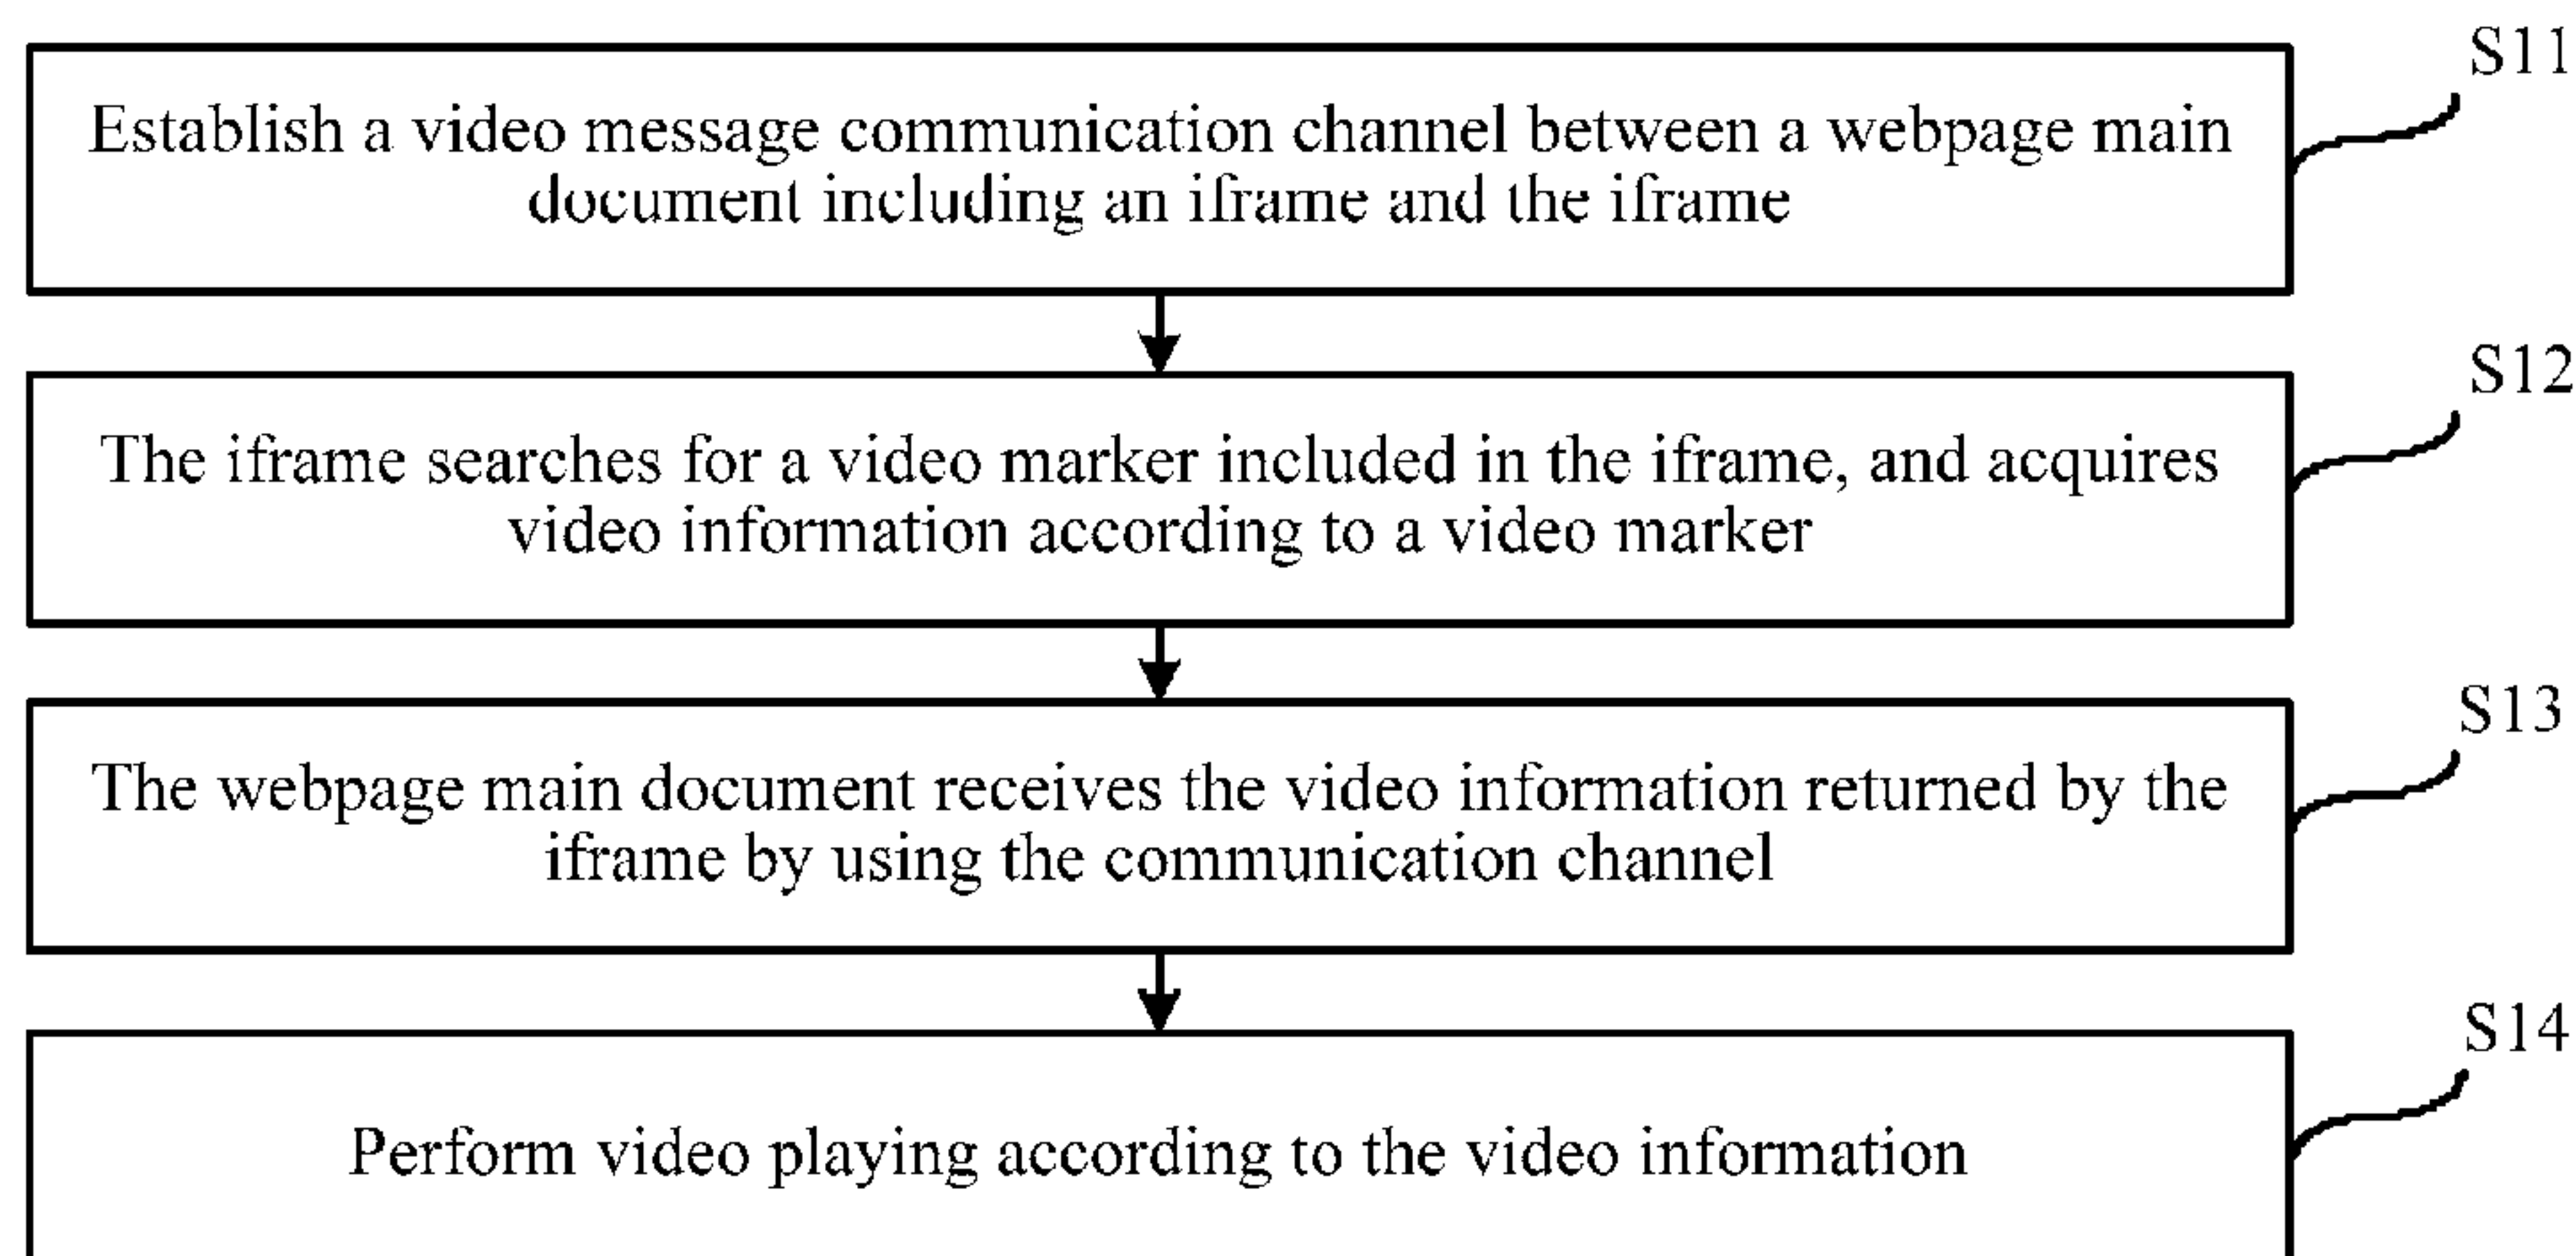 S11
Establish a video message communication channel between a webpage main
document including an iframe and the iframe
S12
The iframe searches for a video marker included in the iframe, and acquires
video information according to a video marker
S13
The webpage main document receives the video information returned by the
iframe by using the communication channel
S14
Perform video playing according to the video information